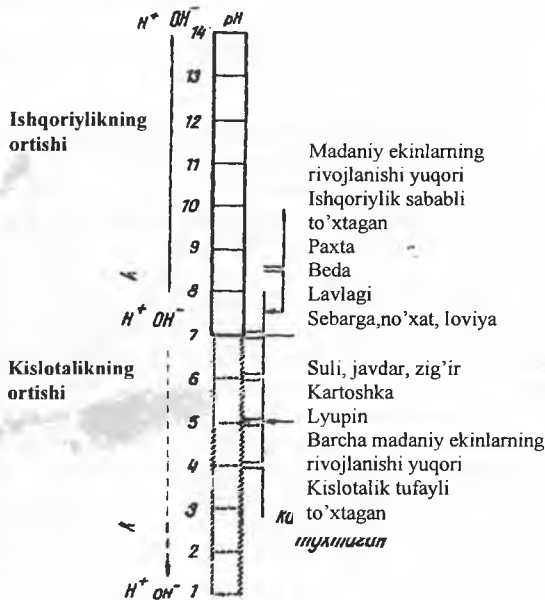 H⁺ OH⁻ pH
14
13
Ishqoriylikning
ortishi
12
11
10
9
8
H⁺ OH⁻
7
Madaniy ekinlarning
rivojlanishi yuqori
Ishqoriylik sababli
to’xtagan
Paxta
Beda
Lavlagi
Sebarga,no’xat, loviya
Kislotalikning
ortishi
6
5
4
3
2
H⁺ OH⁻ 1
Suli, javdar, zig’ir
Kartoshka
Lyupin
Barcha madaniy ekinlarning
rivojlanishi yuqori
Kislotalik tufayli
to’xtagan